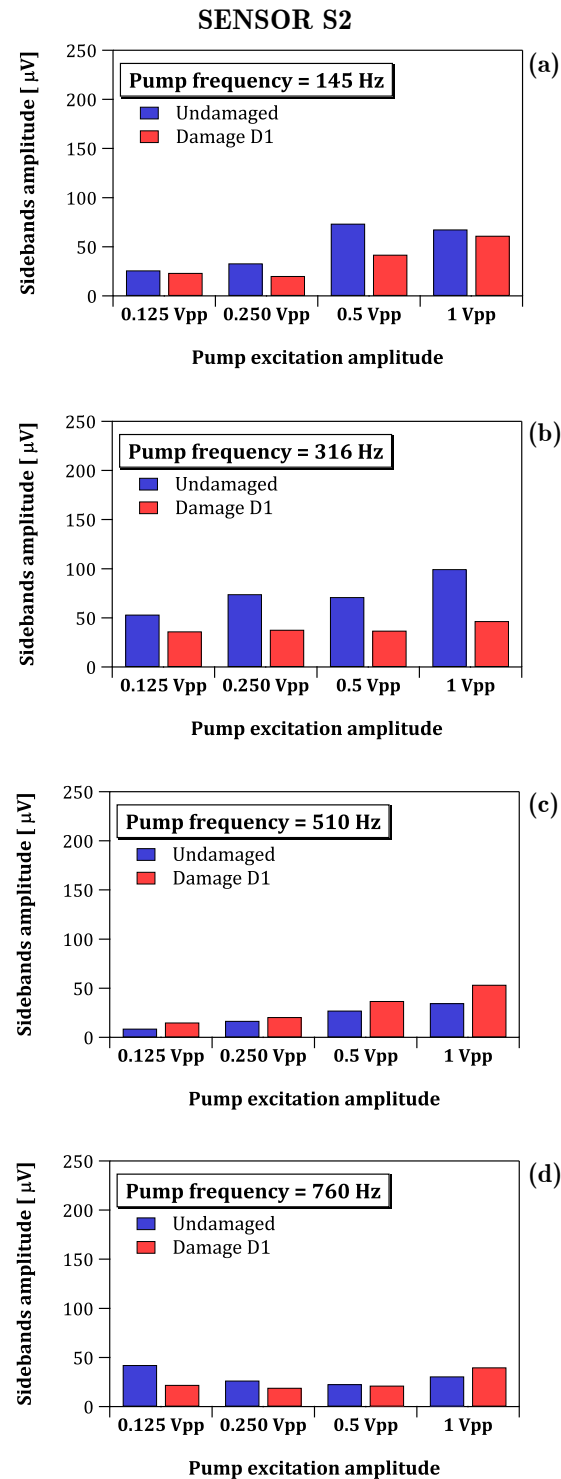 SENSOR S2
(a)
Sidebands amplitude [ μV]
250
200
150
100
50
0
Pump frequency = 145 Hz
Undamaged
Damage D1
0.125 Vpp 0.250 Vpp 0.5 Vpp 1 Vpp
Pump excitation amplitude
(b)
Sidebands amplitude [ μV]
250
200
150
100
50
0
Pump frequency = 316 Hz
Undamaged
Damage D1
0.125 Vpp 0.250 Vpp 0.5 Vpp 1 Vpp
Pump excitation amplitude
(c)
Sidebands amplitude [ μV]
250
200
150
100
50
0
Pump frequency = 510 Hz
Undamaged
Damage D1
0.125 Vpp 0.250 Vpp 0.5 Vpp 1 Vpp
Pump excitation amplitude
(d)
Sidebands amplitude [ μV]
250
200
150
100
50
0
Pump frequency = 760 Hz
Undamaged
Damage D1
0.125 Vpp 0.250 Vpp 0.5 Vpp 1 Vpp
Pump excitation amplitude